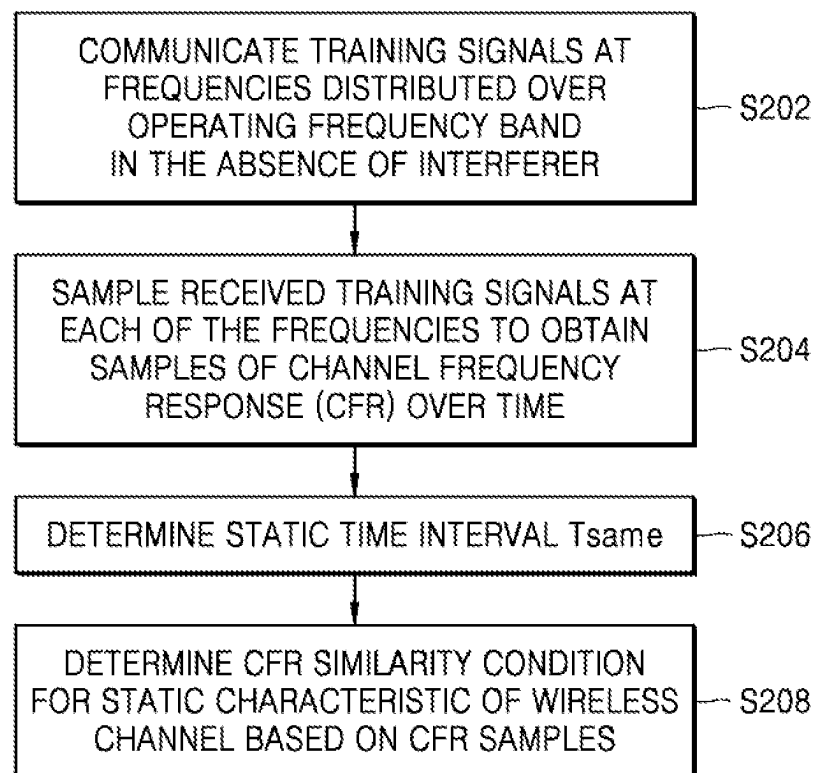 COMMUNICATE TRAINING SIGNALS AT
FREQUENCIES DISTRIBUTED OVER
OPERATING FREQUENCY BAND
IN THE ABSENCE OF INTERFERER
S202
SAMPLE RECEIVED TRAINING SIGNALS AT
EACH OF THE FREQUENCIES TO OBTAIN
SAMPLES OF CHANNEL FREQUENCY
RESPONSE (CFR) OVER TIME
S204
DETERMINE STATIC TIME INTERVAL Tsame
S206
DETERMINE CFR SIMILARITY CONDITION
FOR STATIC CHARACTERISTIC OF WIRELESS
CHANNEL BASED ON CFR SAMPLES
S208